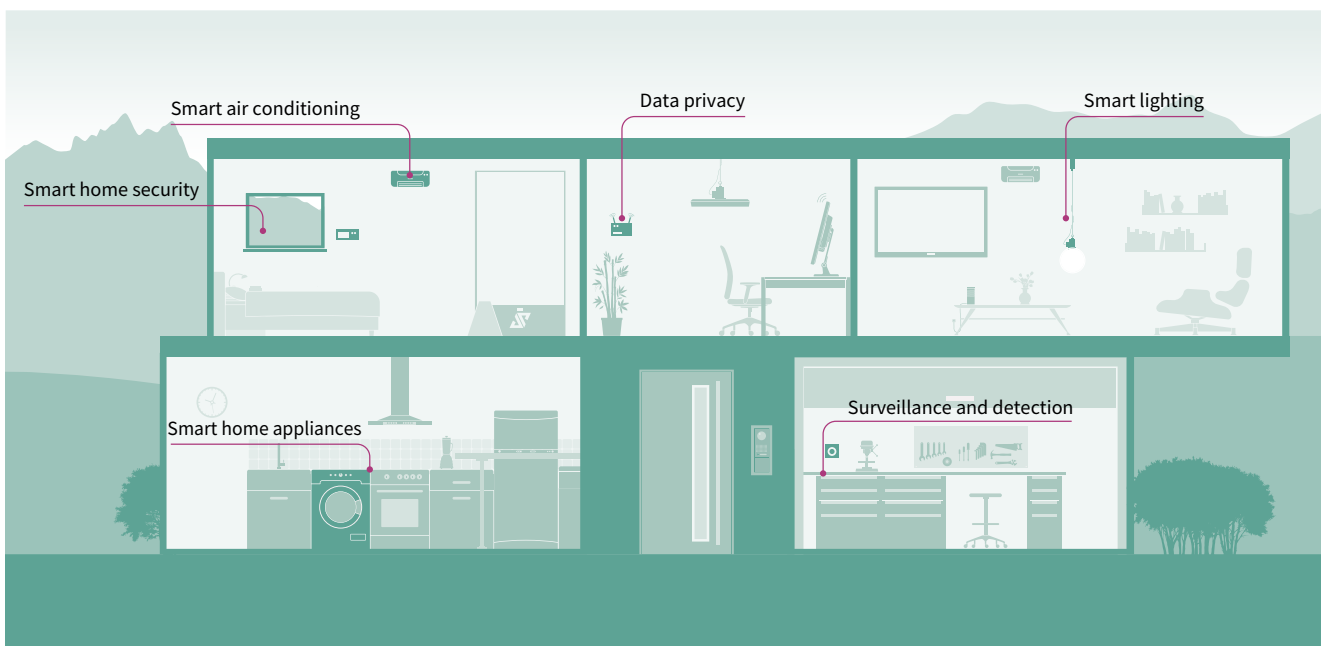 Smart air conditioning
Data privacy
Smart lighting
Smart home security
Surveillance and detection
Smart home appliances